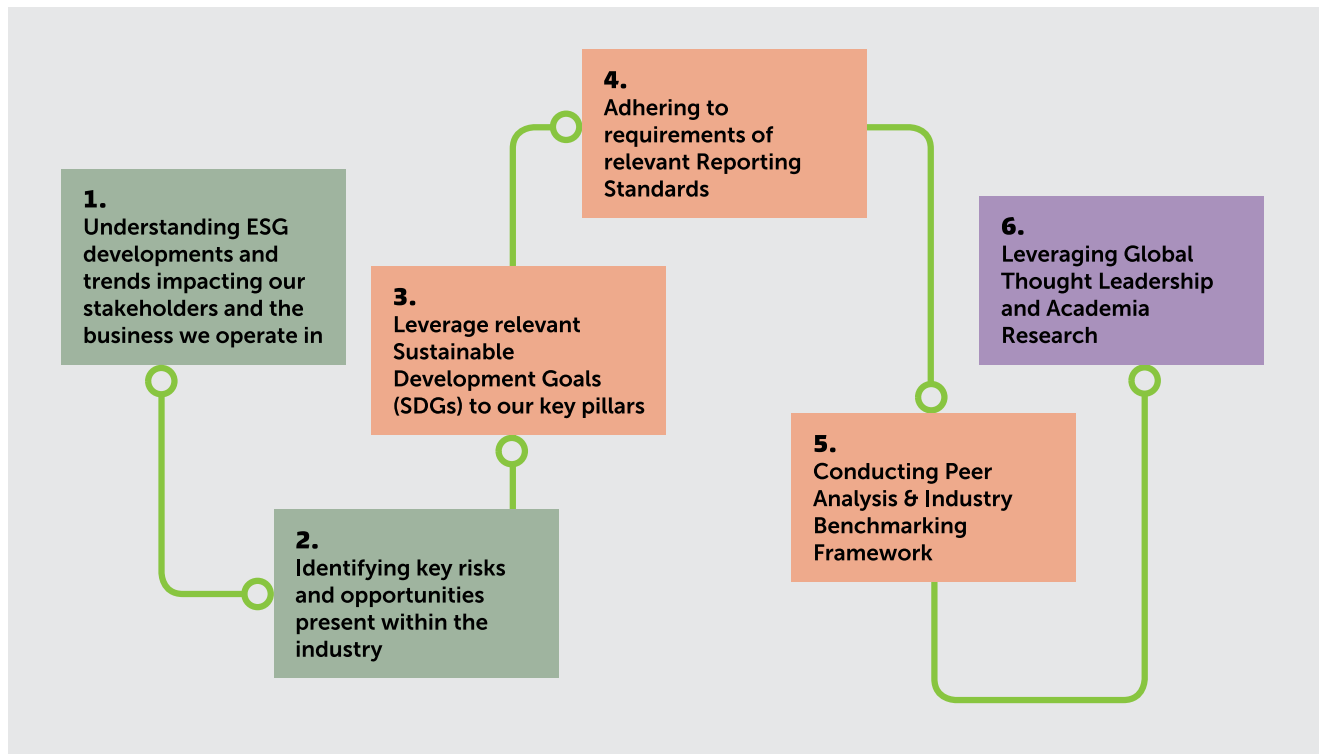 1.
Understanding ESG
developments and
trends impacting our
stakeholders and the
business we operate in
2.
Identifying key risks
and opportunities
present within the
industry
3.
Leverage relevant
Sustainable
Development Goals
(SDGs) to our key pillars
4.
Adhering to
requirements of
relevant Reporting
Standards
5.
Conducting Peer
Analysis & Industry
Benchmarking
Framework
6.
Leveraging Global
Thought Leadership
and Academia
Research